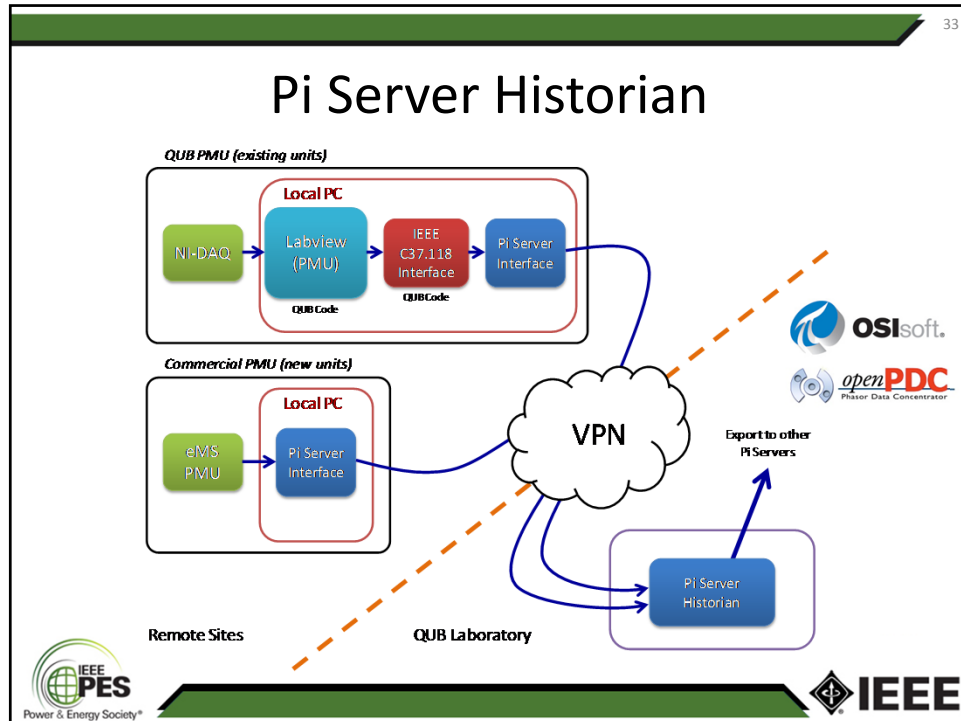 33
Pi Server Historian
QUB PMU (existing units)
Local PC
NI-DAQ
Labview
(PMU)
QUB Code
IEEE
C37.118
Interface
QUB Code
Pi Server
Interface
Commercial PMU (new units)
Local PC
eMS
PMU
Pi Server
Interface
VPN
OSIsoft.
openPDC
Phasor Data Concentrator
Export to other
Pi Servers
Pi Server
Historian
Remote Sites
QUB Laboratory
IEEE
PES
Power & Energy Society®
IEEE